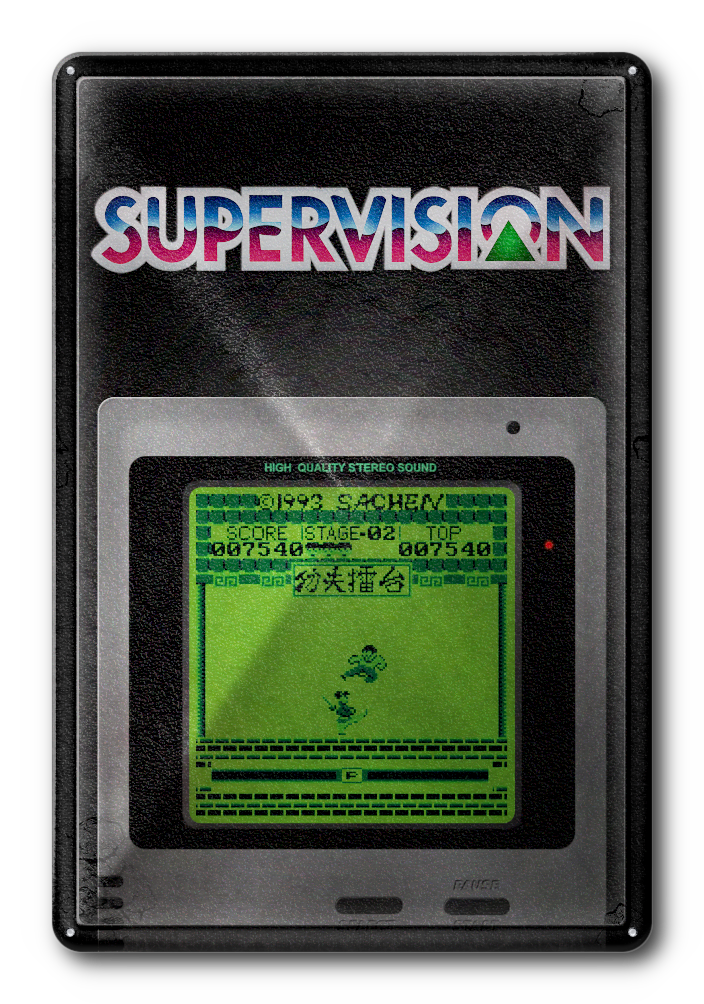 SUPERVISION
HIGH QUALITY STEREO SOUND
©1993 SACHEN
SCORE STAGE-02 TOP
007540 007540
功夫擂台
P
PAUSE